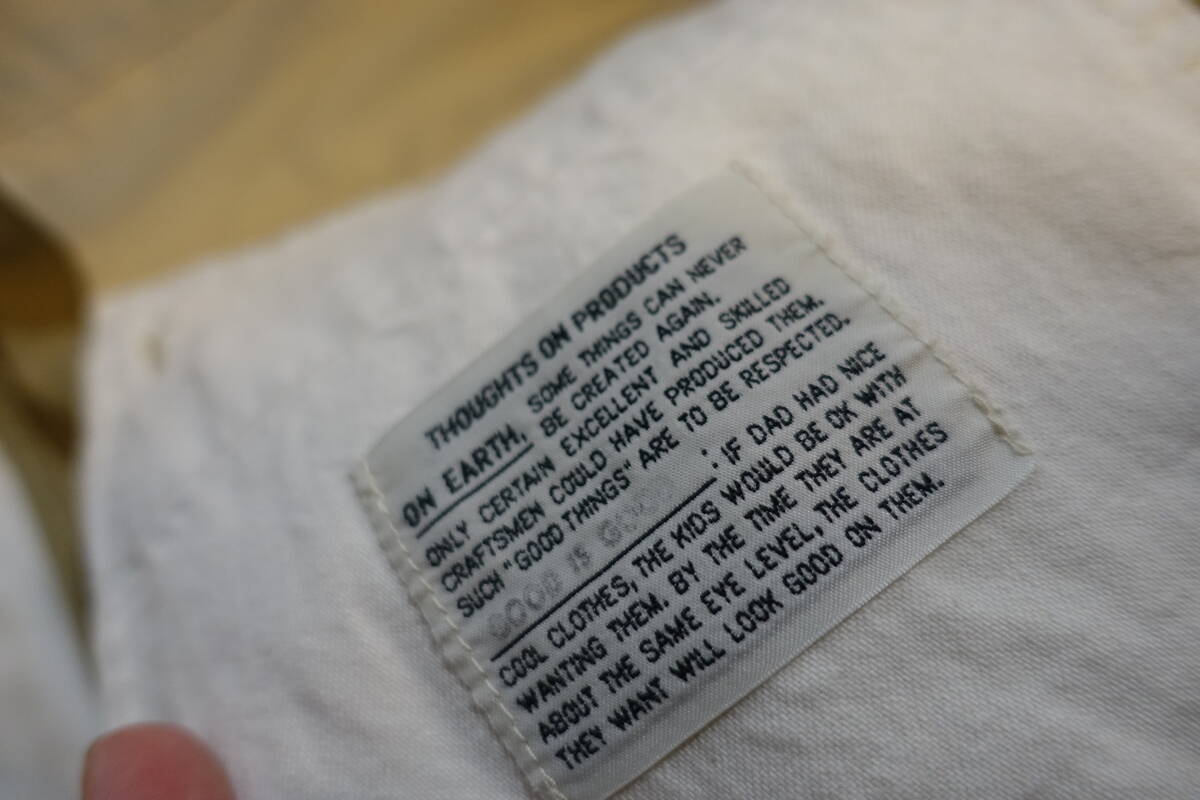 THOUGHTS ON PRODUCTS
ON EARTH, SOME THINGS CAN NEVER
BE CREATED AGAIN.
ONLY CERTAIN EXCELLENT AND SKILLED
CRAFTSMEN COULD HAVE PRODUCED THEM.
SUCH "GOOD THINGS" ARE TO BE RESPECTED.
GOOD IS GOOD : IF DAD HAD NICE
COOL CLOTHES, THE KIDS WOULD BE OK WITH
WANTING THEM. BY THE TIME THEY ARE AT
ABOUT THE SAME EYE LEVEL, THE CLOTHES
THEY WANT WILL LOOK GOOD ON THEM.